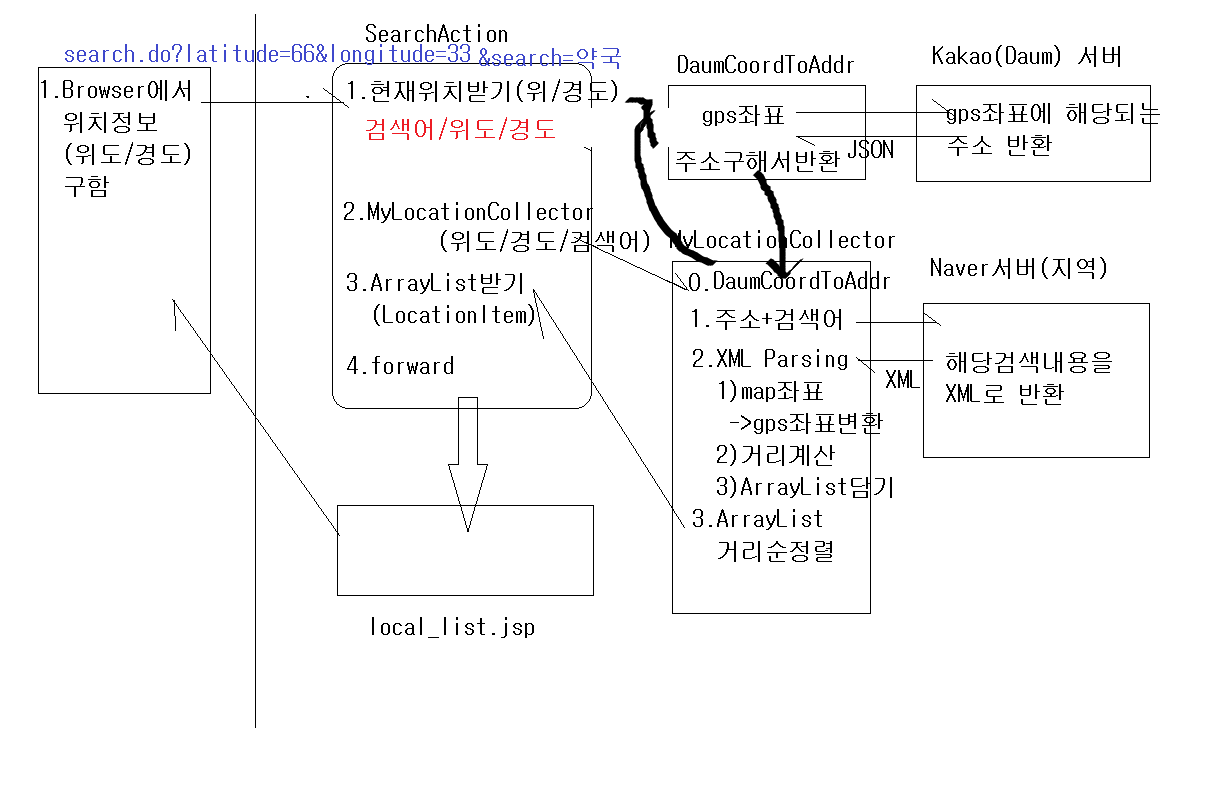 search.do?latitude=66&longitude=33 &search=약국
1.Browser에서
위치정보
(위도/경도)
구함
SearchAction
1.현재위치받기(위/경도)
검색어/위도/경도
2.MyLocationCollector
(위도/경도/검색어)
3.ArrayList받기
(LocationItem)
4.forward
local_list.jsp
DaumCoordToAddr
gps좌표
주소구해서반환
JSON
Kakao(Daum) 서버
gps좌표에 해당되는
주소 반환
MyLocationCollector
0.DaumCoordToAddr
1.주소+검색어
2.XML Parsing
1)map좌표
->gps좌표변환
2)거리계산
3)ArrayList담기
3.ArrayList
거리순정렬
XML
Naver서버(지역)
해당검색내용을
XML로 반환